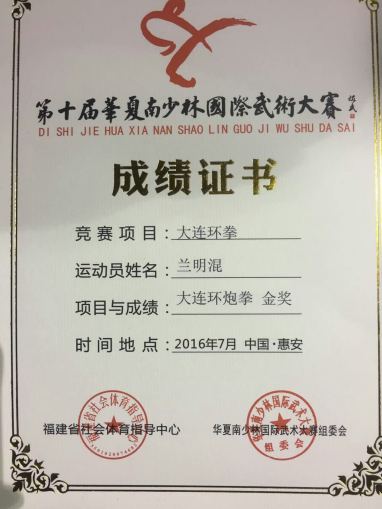 第十届華夏南少林國際武術大賽
DI SHI JIE HUA XIA NAN SHAO LIN GUO JI WU SHU DA SAI
成绩证书
竞赛项目:大连环拳
运动员姓名:兰明混
项目与成绩:大连环炮拳 金奖
时间地点:2016年7月 中国·惠安
福建省社会体育指导中心
华夏南少林国际武术大赛组委会
组委会